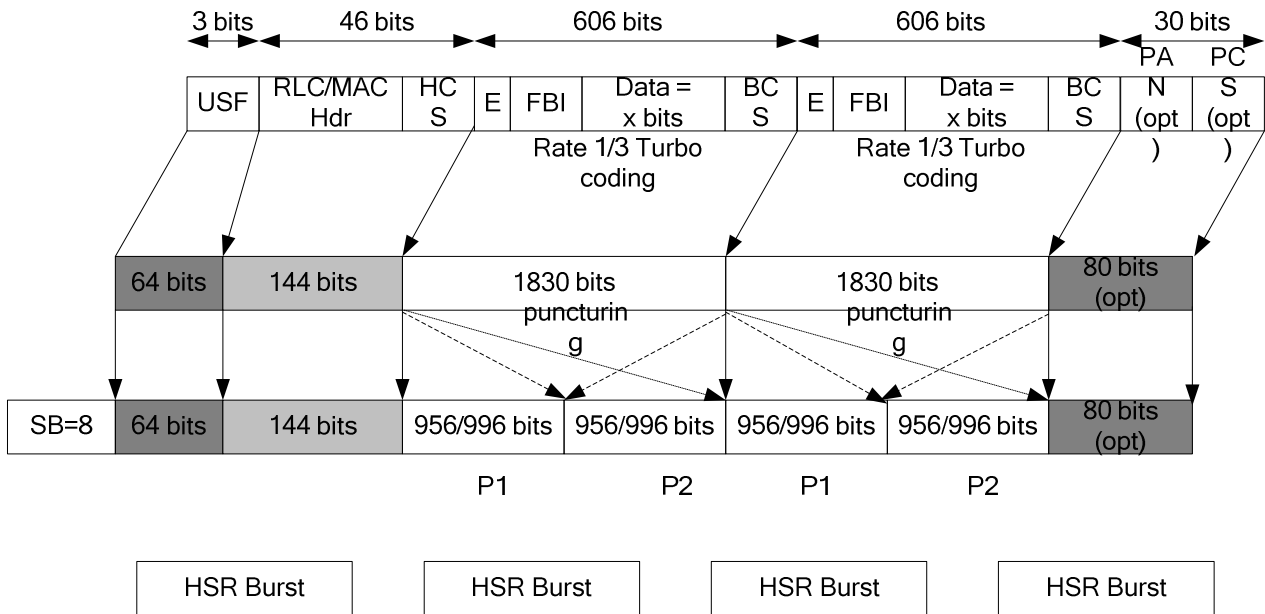 3 bits 46 bits 606 bits 606 bits 30 bits
USF
RLC/MAC
Hdr
HC
S
E
FBI
Data =
x bits
BC
S
E
FBI
Data =
x bits
BC
S
PA
N
(opt
)
PC
S
(opt
)
Rate 1/3 Turbo
coding
Rate 1/3 Turbo
coding
64 bits
144 bits
1830 bits
puncturin
g
1830 bits
puncturin
g
80 bits
(opt)
SB=8
64 bits
144 bits
956/996 bits
956/996 bits
956/996 bits
956/996 bits
80 bits
(opt)
P1 P2 P1 P2
HSR Burst HSR Burst HSR Burst HSR Burst